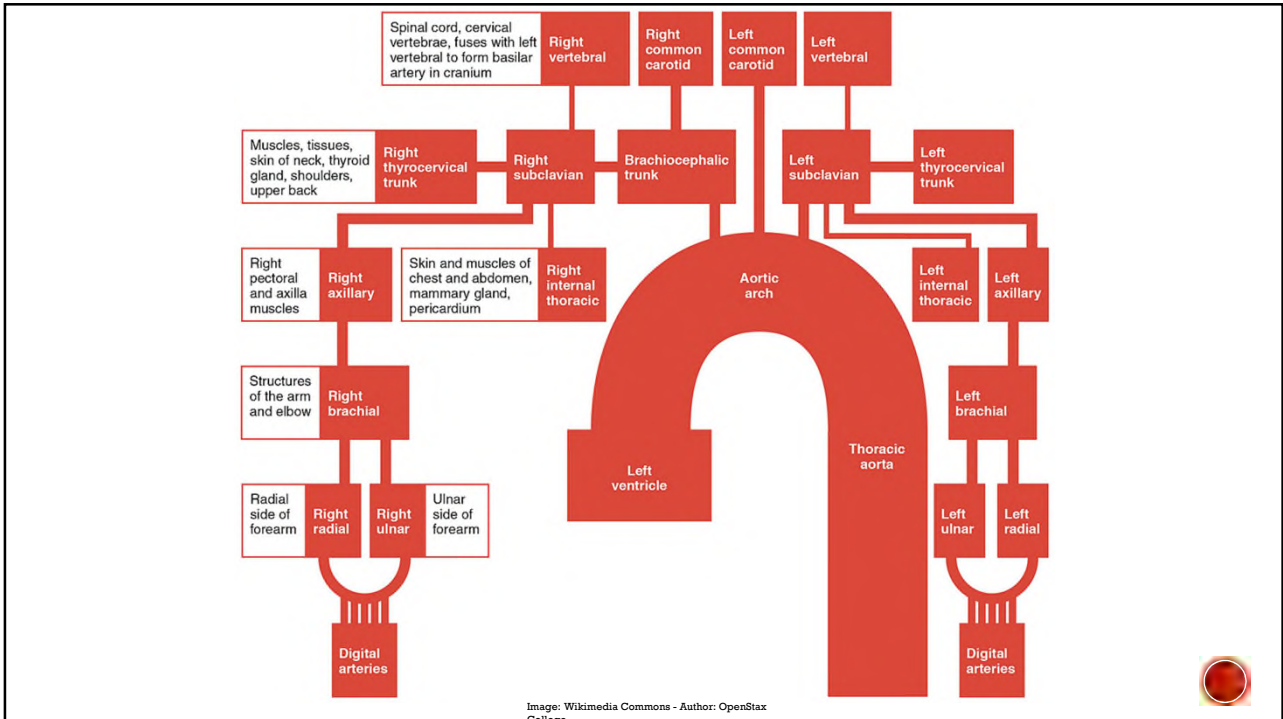 Spinal cord, cervical
vertebrae, fuses with left
vertebral to form basilar
artery in cranium
Right
vertebral
Right
common
carotid
Left
common
carotid
Left
vertebral
Muscles, tissues,
skin of neck, thyroid
gland, shoulders,
upper back
Right
thyrocervical
trunk
Right
subclavian
Brachiocephalic
trunk
Left
subclavian
Left
thyrocervical
trunk
Right
pectoral
and axilla
muscles
Right
axillary
Skin and muscles of
chest and abdomen,
mammary gland,
pericardium
Right
internal
thoracic
Aortic
arch
Left
internal
thoracic
Left
axillary
Structures
of the arm
and elbow
Right
brachial
Left
brachial
Left
ventricle
Thoracic
aorta
Radial
side of
forearm
Right
radial
Right
ulnar
Ulnar
side of
forearm
Left
ulnar
Left
radial
Digital
arteries
Digital
arteries
Image: Wikimedia Commons - Author: OpenStax
College